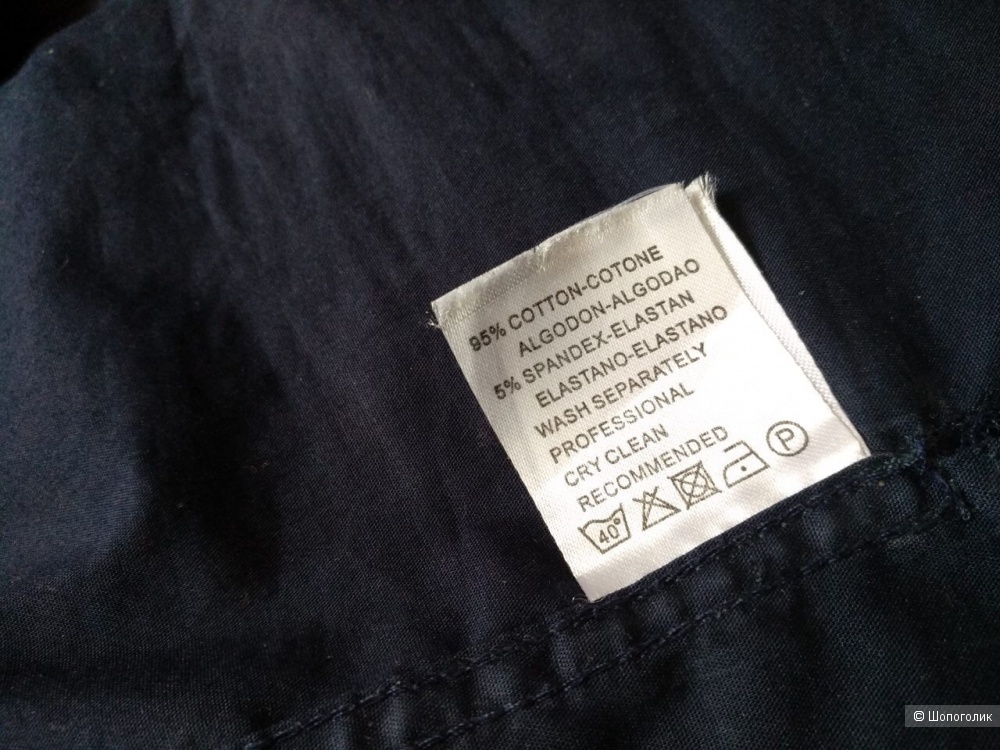 95% COTTON-COTONE
ALGODON-ALGODAO
5% SPANDEX-ELASTAN
ELASTANO-ELASTANO
WASH SEPARATELY
PROFESSIONAL
CRY CLEAN
RECOMMENDED
40° P
© Шопоголик